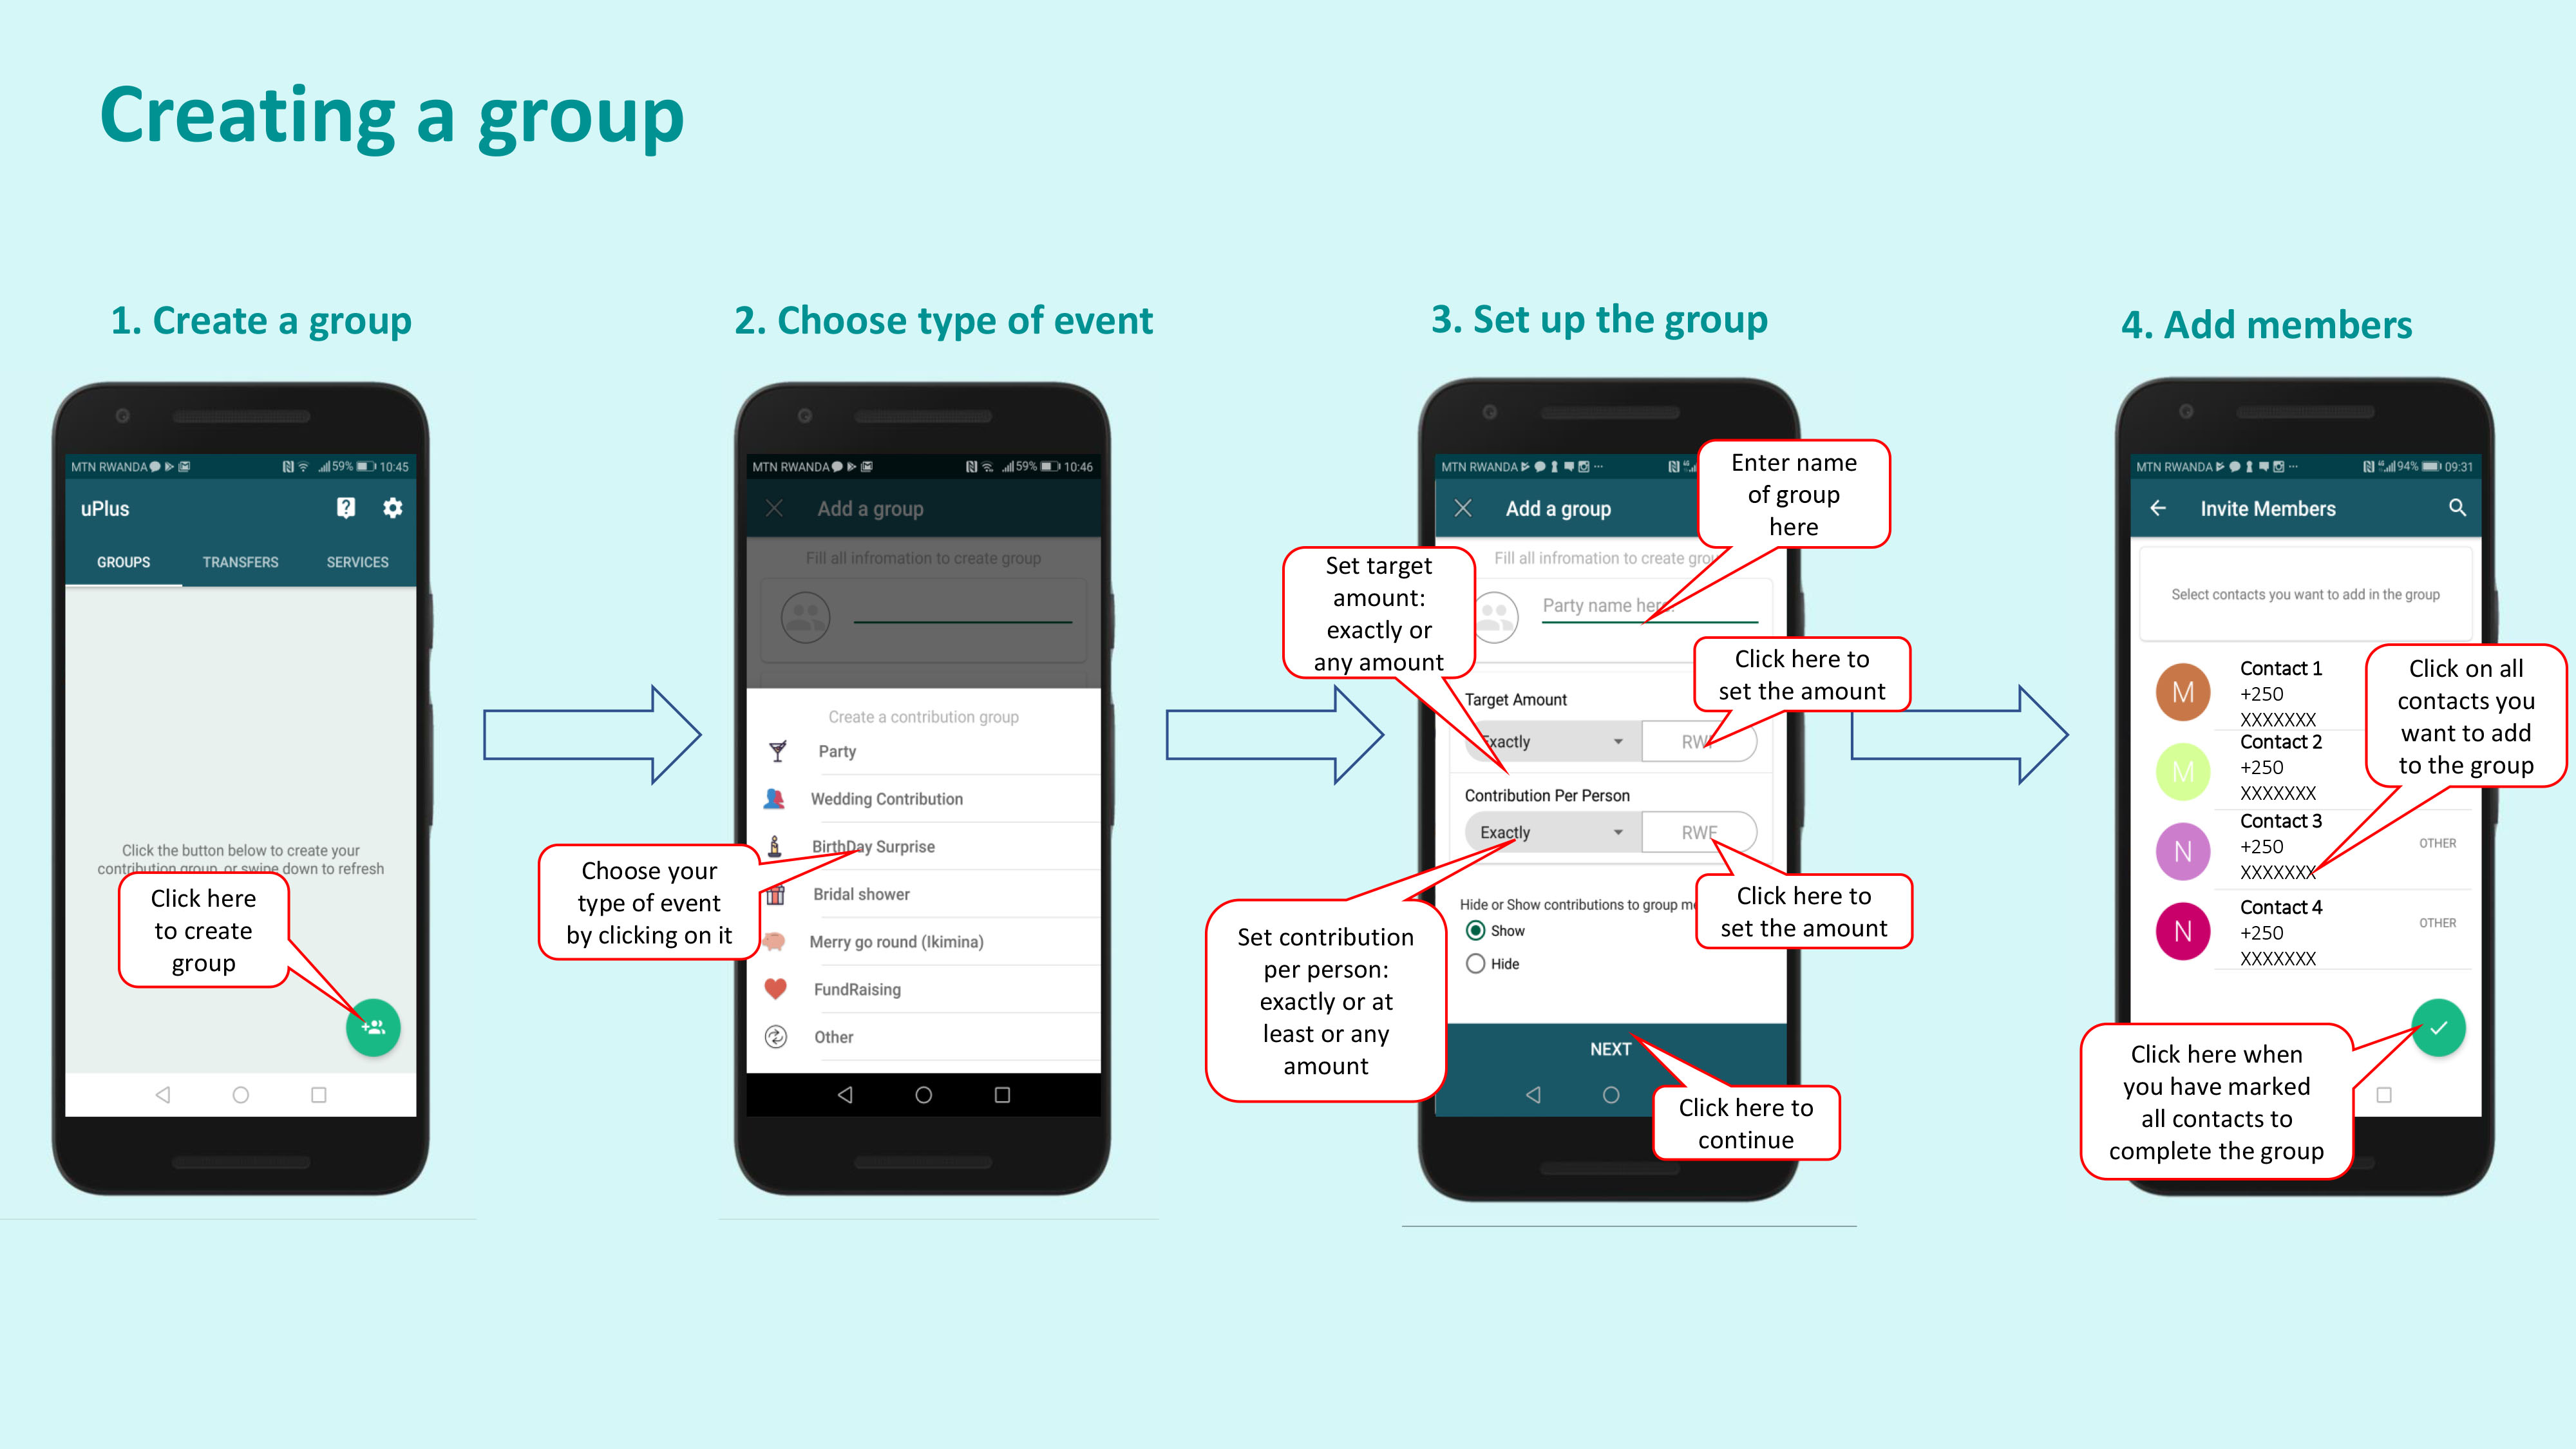 Creating a group
1. Create a group
2. Choose type of event
3. Set up the group
4. Add members
MTN RWANDA
59%
10:45
uPlus
GROUPS
TRANSFERS
SERVICES
Click the button below to create your
contribution group, or swipe down to refresh
Click here
to create
group
MTN RWANDA
59%
10:46
Add a group
Fill all infromation to create group
Create a contribution group
Party
Wedding Contribution
BirthDay Surprise
Bridal shower
Merry go round (Ikimina)
FundRaising
Other
Choose your
type of event
by clicking on it
MTN RWANDA
Add a group
Fill all infromation to create
Party name here
Enter name
of group
here
Set target
amount:
exactly or
any amount
Click here to
set the amount
Target Amount
Exactly
RWF
Contribution Per Person
Exactly
RWF
Click here to
set the amount
Set contribution
per person:
exactly or at
least or any
amount
Hide or Show contributions to group
Show
Hide
NEXT
Click here to
continue
MTN RWANDA
94%
09:31
Invite Members
Select contacts you want to add in the group
M
Contact 1
+250
XXXXXXX
M
Contact 2
+250
XXXXXXX
N
Contact 3
+250
XXXXXXX
OTHER
N
Contact 4
+250
XXXXXXX
OTHER
Click on all
contacts you
want to add
to the group
Click here when
you have marked
all contacts to
complete the group